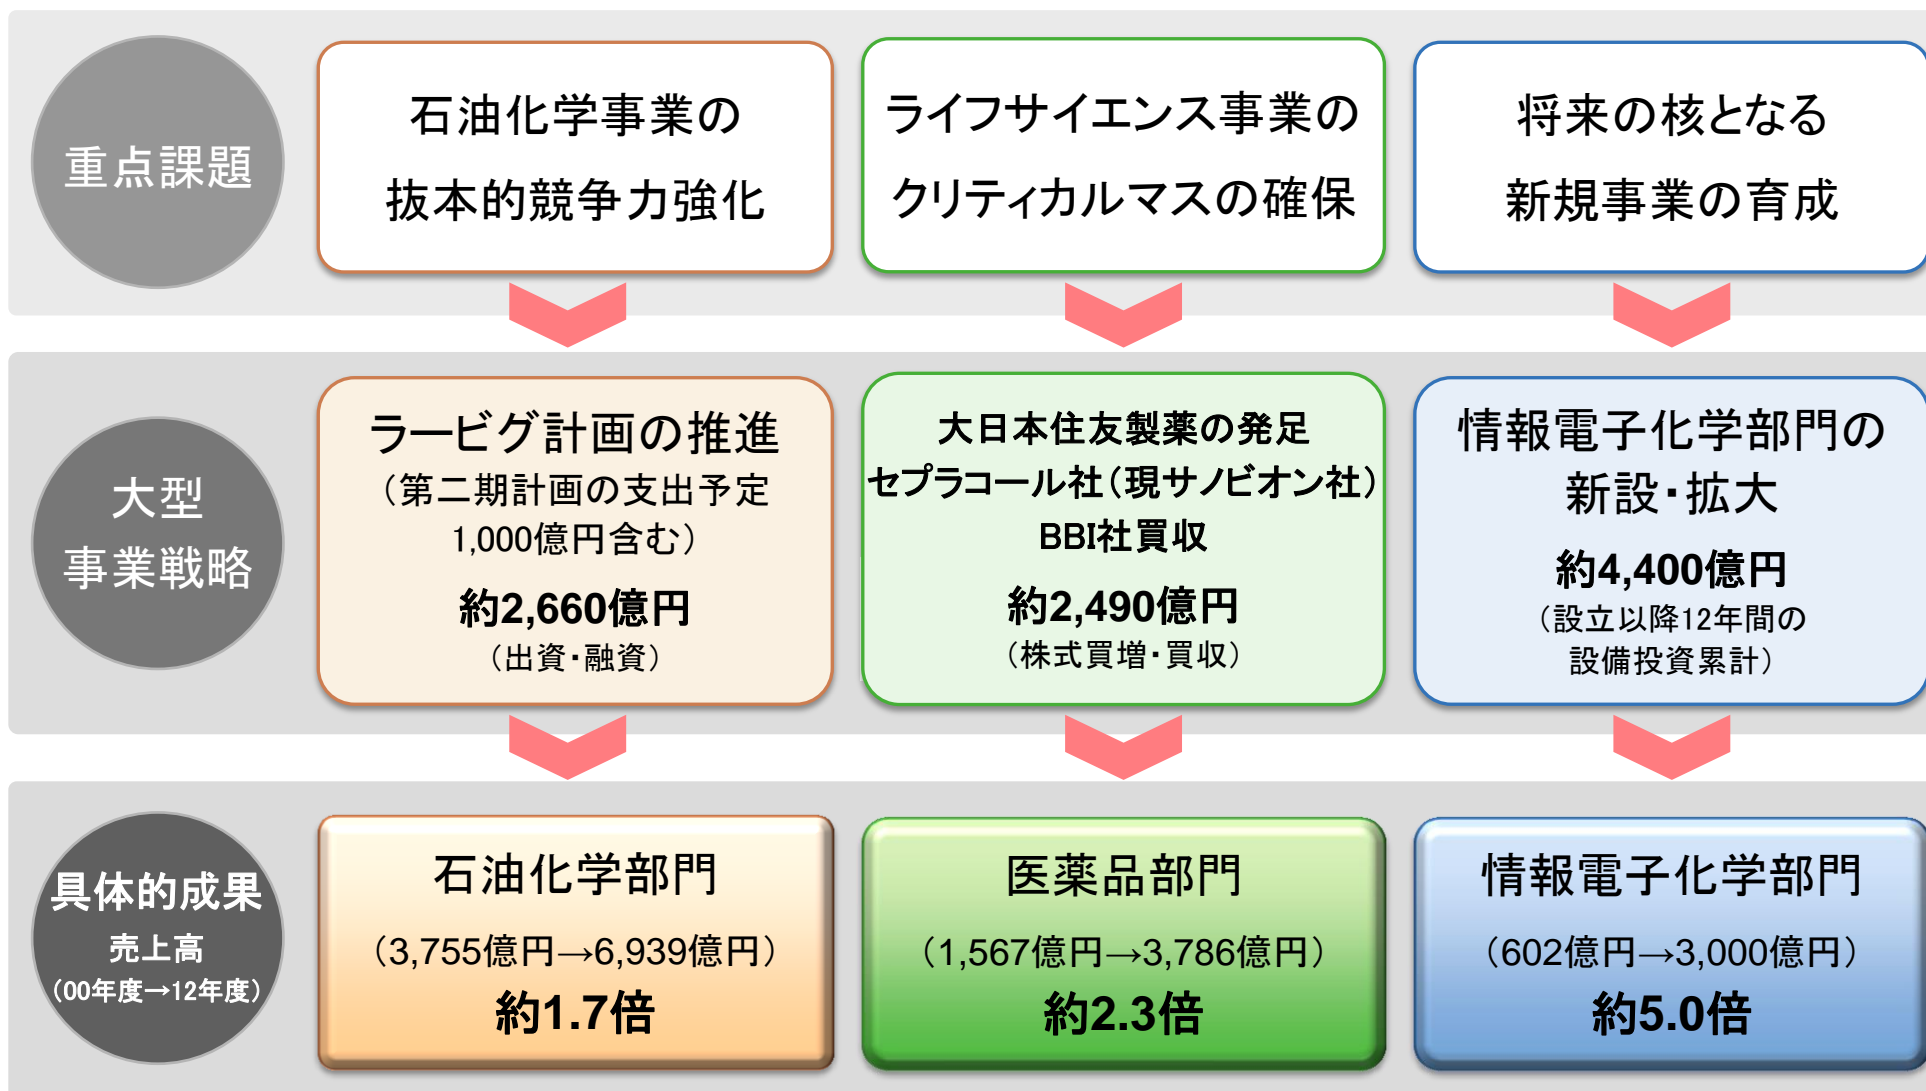 重点課題
石油化学事業の
抜本的競争力強化
ライフサイエンス事業の
クリティカルマスの確保
将来の核となる
新規事業の育成
大型
事業戦略
ラービグ計画の推進
（第二期計画の支出予定
1,000億円含む）
約2,660億円
（出資・融資）
大日本住友製薬の発足
セプラコール社（現サノビオン社）
BBI社買収
約2,490億円
（株式買増・買収）
情報電子化学部門の
新設・拡大
約4,400億円
（設立以降12年間の
設備投資累計）
具体的成果
売上高
（00年度→12年度）
石油化学部門
（3,755億円→6,939億円）
約1.7倍
医薬品部門
（1,567億円→3,786億円）
約2.3倍
情報電子化学部門
（602億円→3,000億円）
約5.0倍